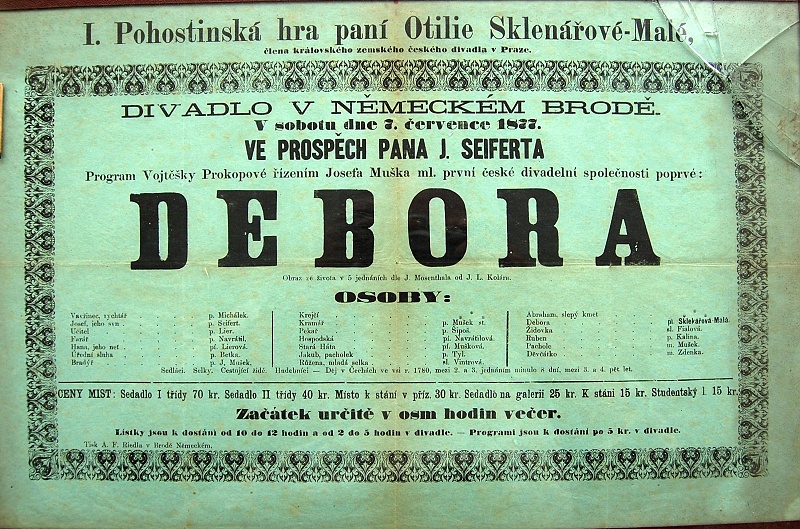 I. Pohostinská hra paní Otilie Sklenářové-Malé,
člena královského zemského českého divadla v Praze.
DIVADLO V NĚMECKÉM BRODĚ.
V sobotu dne 7. července 1877.
VE PROSPĚCH PANA J. SEIFERTA
Program Vojtěšky Prokopové řízením Josefa Muška ml. první české divadelní společnosti poprvé:
DEBORA
Obraz ze života v 5 jednáních dle J. Mosenthala od J. L. Kolára.
OSOBY:
Vavřinec, rychtář . . . p. Michálek.
Josef, jeho syn . . . p. Seifert.
Učitel . . . p. Lier.
Farář . . . p. Navrátil.
Hana, jeho neť . . . pí. Lierová.
Úřední sluha . . . p. Betka.
Bradýř . . . p. J. Mušek.
Krejčí
Kramář . . . p. Mušek st.
Pekař . . . p. Šípoš.
Hospodská . . . pí. Navrátilová.
Stará Háta . . . pí. Mušková.
Jakub, pacholek . . . p. Tyl.
Růžena, mladá selka . . . sl.
Abraham, slepý kmet
Debora . . . pí. Sklenářová-Malá.
Židovka . . . sl. Fialová.
Ruben . . . p. Kalina.
Pachole . . . m. Mušek.
Děvčátko . . . m. Zdenka.
Sedláci. Selky. Cestující židé. Hudebníci — Děj v Čechách ve vsi r. 1780, mezi 2. a 3. jednáním minulo 8 dní, mezi 3. a 4. pět let.
CENY MÍST: Sedadlo I třídy 70 kr. Sedadlo II třídy 40 kr. Místo k stání v příz. 30 kr. Sedadlo na galerii 25 kr. K stání 15 kr. Studentský l. 15 kr.
Začátek určitě v osm hodin večer.
Lístky jsou k dostání od 10 do 12 hodin a od 2 do 5 hodin v divadle. — Programi jsou k dostání po 5 kr. v divadle.
Tisk A. F. Riedla v Brodě Německém.